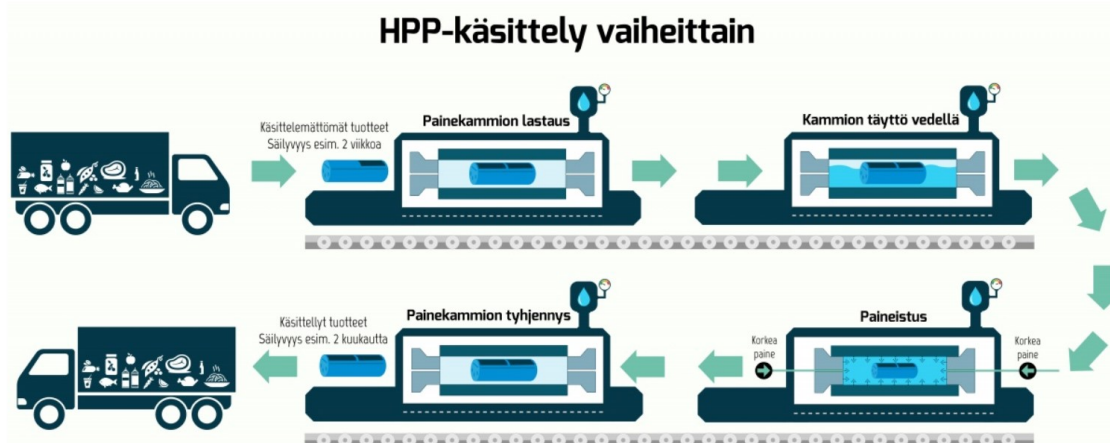 HPP-käsittely vaiheittain
Käsittelemättömät tuotteet
Säilyvyys esim. 2 viikkoa
Painekammion lastaus
Kammion täyttö vedellä
Käsittellyt tuotteet
Säilyvyys esim. 2 kuukautta
Painekammion tyhjennys
Korkea
paine
Paineistus
Korkea
paine